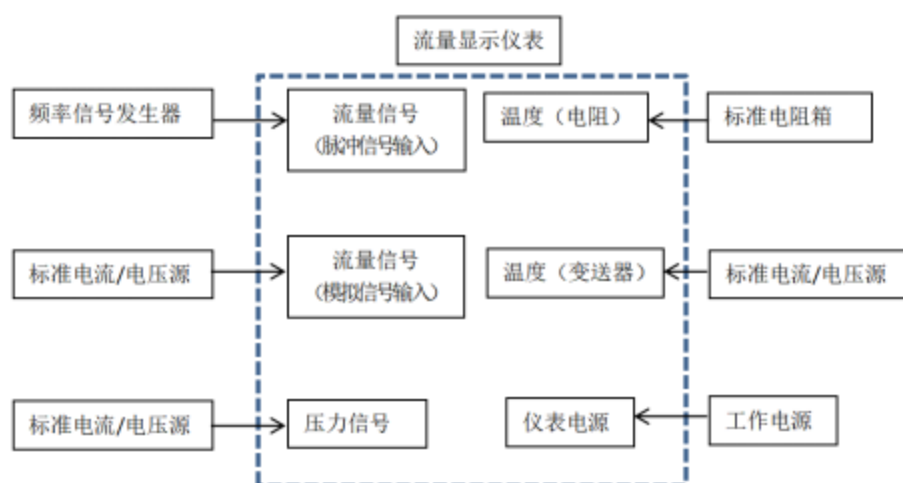 流量显示仪表
频率信号发生器
流量信号
（脉冲信号输入）
温度（电阻）
标准电阻箱
标准电流/电压源
流量信号
（模拟信号输入）
温度（变送器）
标准电流/电压源
标准电流/电压源
压力信号
仪表电源
工作电源